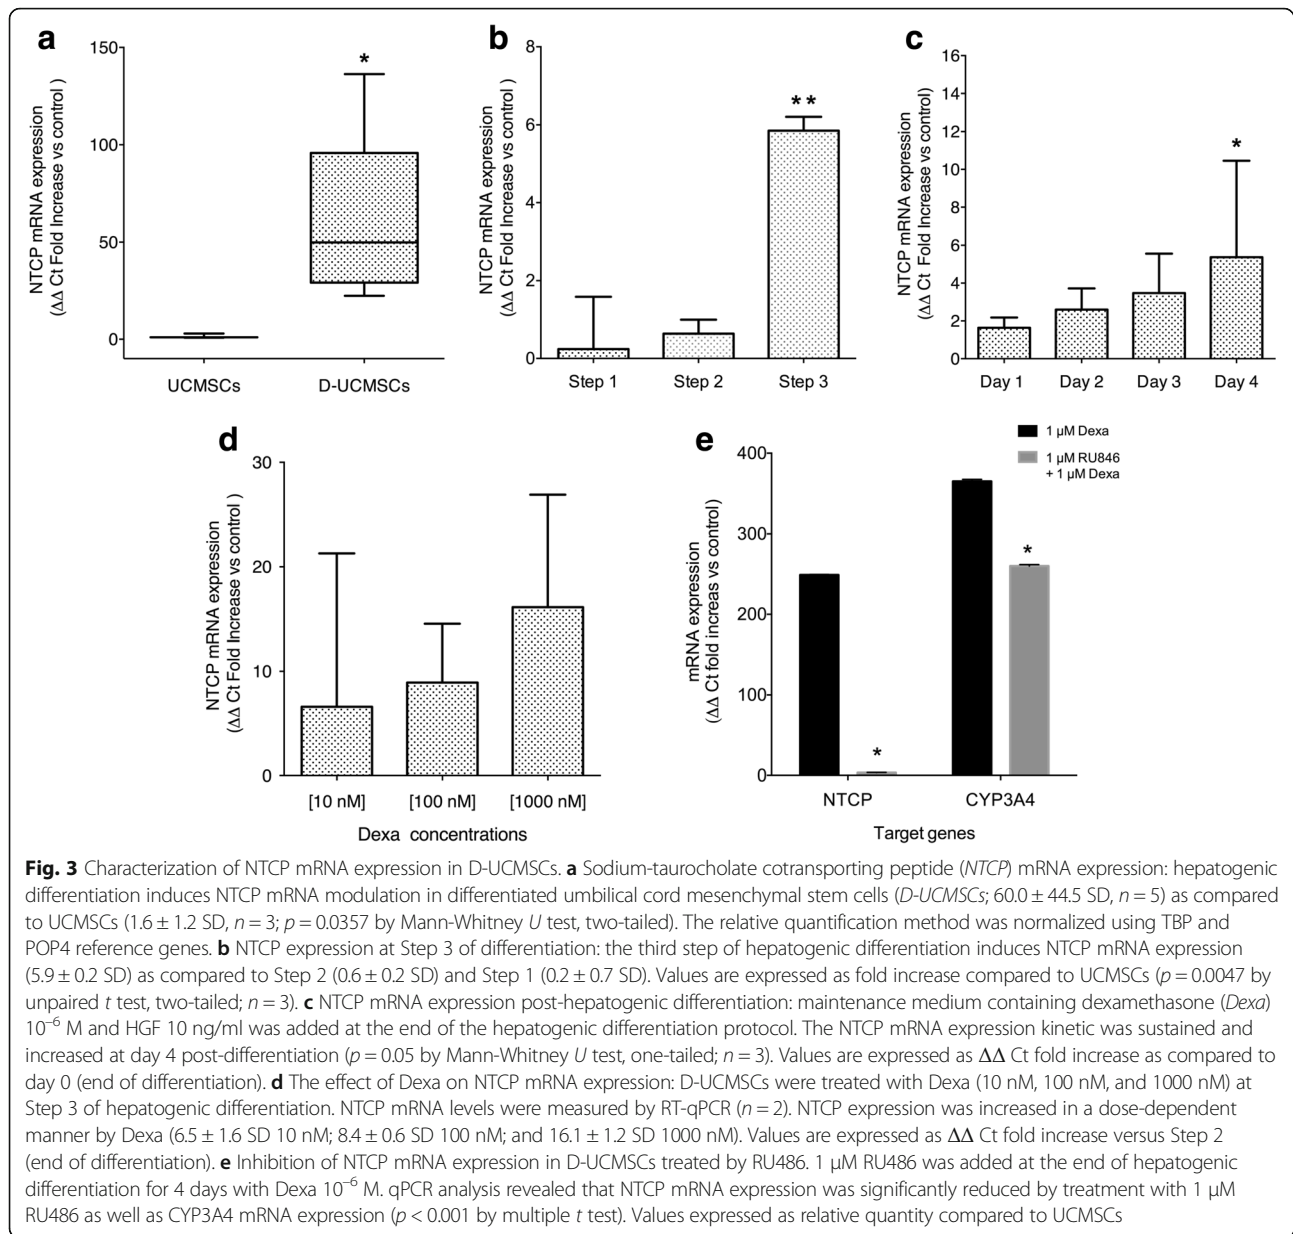 a
NTCP mRNA expression
(ΔΔ Ct Fold Increase vs control )
150
100
50
0
*
UCMSCs
D-UCMSCs
b
NTCP mRNA expression
(ΔΔ Ct Fold Increase vs control )
8
6
4
2
0
**
Step 1
Step 2
Step 3
c
NTCP mRNA expression
(ΔΔ Ct Fold Increase vs control)
16
14
12
10
8
6
4
2
0
*
Day 1
Day 2
Day 3
Day 4
d
NTCP mRNA expression
(ΔΔ Ct Fold Increase vs control )
30
20
10
0
[10 nM]
[100 nM]
[1000 nM]
Dexa concentrations
e
1 µM Dexa
1 µM RU846
+ 1 µM Dexa
mRNA expression
(ΔΔ Ct fold increas vs control)
400
300
200
100
0
*
*
NTCP
CYP3A4
Target genes
Fig. 3 Characterization of NTCP mRNA expression in D-UCMSCs. a Sodium-taurocholate cotransporting peptide (NTCP) mRNA expression: hepatogenic
differentiation induces NTCP mRNA modulation in differentiated umbilical cord mesenchymal stem cells (D-UCMSCs; 60.0 ± 44.5 SD, n = 5) as compared
to UCMSCs (1.6 ± 1.2 SD, n = 3; p = 0.0357 by Mann-Whitney U test, two-tailed). The relative quantification method was normalized using TBP and
POP4 reference genes. b NTCP expression at Step 3 of differentiation: the third step of hepatogenic differentiation induces NTCP mRNA expression
(5.9 ± 0.2 SD) as compared to Step 2 (0.6 ± 0.2 SD) and Step 1 (0.2 ± 0.7 SD). Values are expressed as fold increase compared to UCMSCs (p = 0.0047 by
unpaired t test, two-tailed; n = 3). c NTCP mRNA expression post-hepatogenic differentiation: maintenance medium containing dexamethasone (Dexa)
10⁻⁶ M and HGF 10 ng/ml was added at the end of the hepatogenic differentiation protocol. The NTCP mRNA expression kinetic was sustained and
increased at day 4 post-differentiation (p = 0.05 by Mann-Whitney U test, one-tailed; n = 3). Values are expressed as ΔΔ Ct fold increase as compared to
day 0 (end of differentiation). d The effect of Dexa on NTCP mRNA expression: D-UCMSCs were treated with Dexa (10 nM, 100 nM, and 1000 nM) at
Step 3 of hepatogenic differentiation. NTCP mRNA levels were measured by RT-qPCR (n = 2). NTCP expression was increased in a dose-dependent
manner by Dexa (6.5 ± 1.6 SD 10 nM; 8.4 ± 0.6 SD 100 nM; and 16.1 ± 1.2 SD 1000 nM). Values are expressed as ΔΔ Ct fold increase versus Step 2
(end of differentiation). e Inhibition of NTCP mRNA expression in D-UCMSCs treated by RU486. 1 µM RU486 was added at the end of hepatogenic
differentiation for 4 days with Dexa 10⁻⁶ M. qPCR analysis revealed that NTCP mRNA expression was significantly reduced by treatment with 1 µM
RU486 as well as CYP3A4 mRNA expression (p < 0.001 by multiple t test). Values expressed as relative quantity compared to UCMSCs